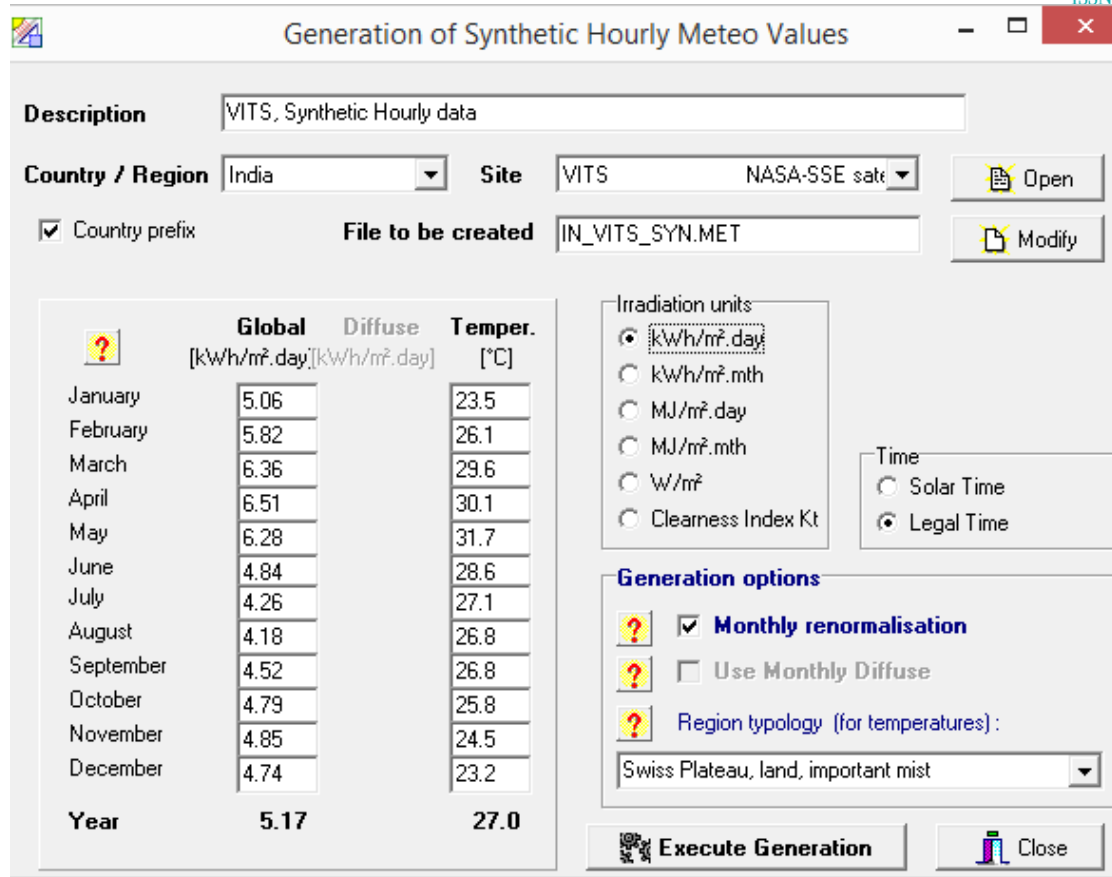 ISSN
Generation of Synthetic Hourly Meteo Values
Description VITS, Synthetic Hourly data
Country / Region India Site VITS NASA-SSE sate Open
Country prefix File to be created IN_VITS_SYN.MET Modify
Global Diffuse Temper.
[kWh/m².day] [kWh/m².day] [°C]
January 5.06 23.5
February 5.82 26.1
March 6.36 29.6
April 6.51 30.1
May 6.28 31.7
June 4.84 28.6
July 4.26 27.1
August 4.18 26.8
September 4.52 26.8
October 4.79 25.8
November 4.85 24.5
December 4.74 23.2
Year 5.17 27.0
Irradiation units
kWh/m².day
kWh/m².mth
MJ/m².day
MJ/m².mth
W/m²
Clearness Index Kt
Time
Solar Time
Legal Time
Generation options
? Monthly renormalisation
? Use Monthly Diffuse
? Region typology (for temperatures) :
Swiss Plateau, land, important mist
Execute Generation Close